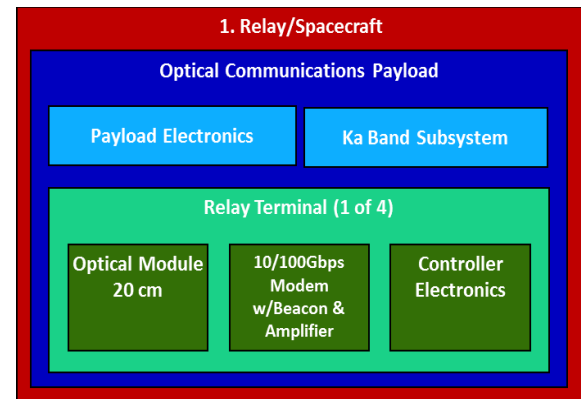 1. Relay/Spacecraft
Optical Communications Payload
Payload Electronics
Ka Band Subsystem
Relay Terminal (1 of 4)
Optical Module
20 cm
10/100Gbps
Modem
w/Beacon &
Amplifier
Controller
Electronics